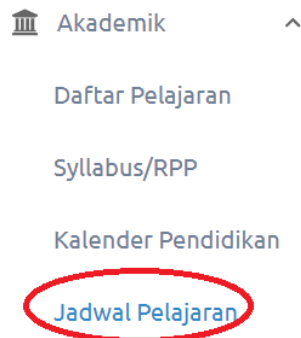 Akademik
Daftar Pelajaran
Syllabus/RPP
Kalender Pendidikan
Jadwal Pelajaran